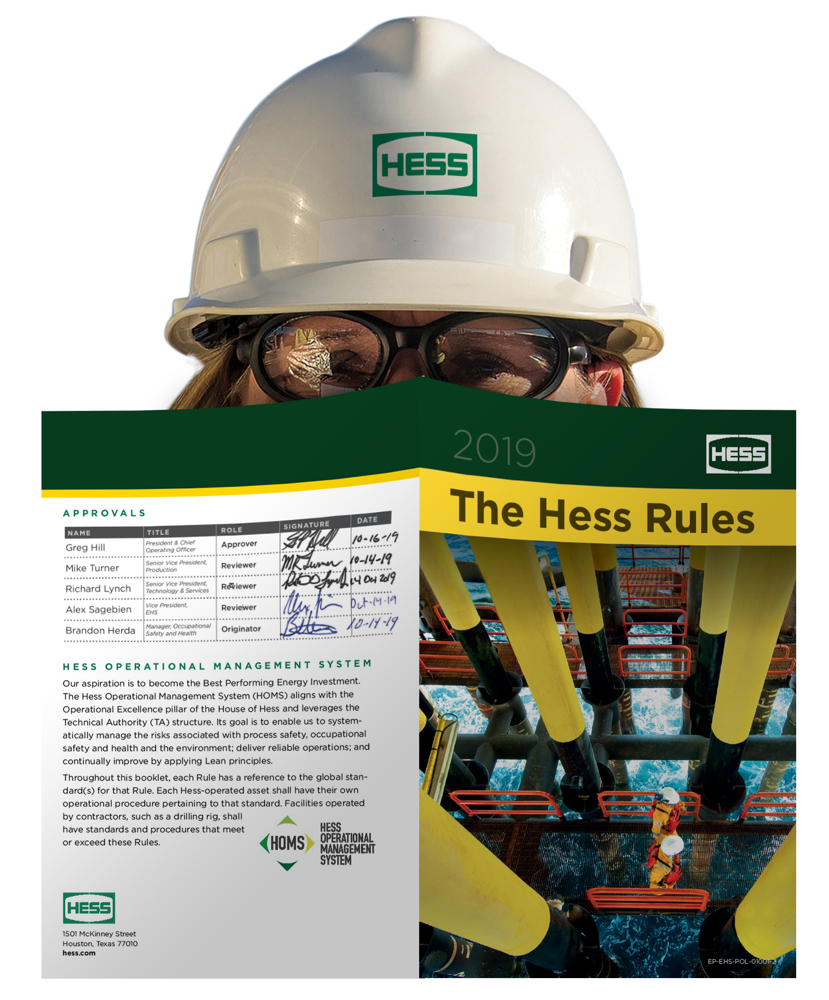 HESS
2019
HESS
The Hess Rules
APPROVALS
NAME TITLE ROLE SIGNATURE DATE
Greg Hill President & Chief Operating Officer Approver GP Hill 10-16-19
Mike Turner Senior Vice President, Production Reviewer MR Turner 10-14-19
Richard Lynch Senior Vice President, Technology & Services Reviewer 14 Oct 2019
Alex Sagebien Vice President, EHS Reviewer Oct-14-19
Brandon Herda Manager, Occupational Safety and Health Originator 10-14-19
HESS OPERATIONAL MANAGEMENT SYSTEM
Our aspiration is to become the Best Performing Energy Investment.
The Hess Operational Management System (HOMS) aligns with the
Operational Excellence pillar of the House of Hess and leverages the
Technical Authority (TA) structure. Its goal is to enable us to system-
atically manage the risks associated with process safety, occupational
safety and health and the environment; deliver reliable operations; and
continually improve by applying Lean principles.
Throughout this booklet, each Rule has a reference to the global stan-
dard(s) for that Rule. Each Hess-operated asset shall have their own
operational procedure pertaining to that standard. Facilities operated
by contractors, such as a drilling rig, shall
have standards and procedures that meet
or exceed these Rules.
HOMS
HESS
OPERATIONAL
MANAGEMENT
SYSTEM
HESS
1501 McKinney Street
Houston, Texas 77010
hess.com
EP-EHS-POL-01001-2